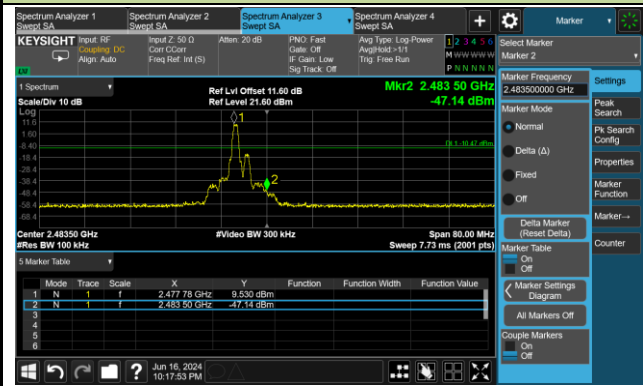 Spectrum Analyzer 1
Swept SA
Spectrum Analyzer 2
Swept SA
Spectrum Analyzer 3
Swept SA
Spectrum Analyzer 4
Swept SA
+
Marker
KEYSIGHT
Input: RF
Coupling: DC
Align: Auto
Input Z: 50 Ω
Corr CCorr
Freq Ref: Int (S)
Atten: 20 dB
PNO: Fast
Gate: Off
IF Gain: Low
Sig Track: Off
Avg Type: Log-Power
Avg|Hold:>1/1
Trig: Free Run
1 2 3 4 5 6
M W W W W W
P N N N N N
Select Marker
Marker 2
LXI
1 Spectrum
Scale/Div 10 dB
Log
Ref Lvl Offset 11.60 dB
Ref Level 21.60 dBm
Mkr2 2.483 50 GHz
-47.14 dBm
11.6
1.60
-8.40
-18.4
-28.4
-38.4
-48.4
-58.4
-68.4
1
2
DL1 -10.47 dBm
Center 2.48350 GHz
#Res BW 100 kHz
#Video BW 300 kHz
Span 80.00 MHz
Sweep 7.73 ms (2001 pts)
5 Marker Table
Mode Trace Scale X Y Function Function Width Function Value
1 N 1 f 2.477 78 GHz 9.530 dBm
2 N 1 f 2.483 50 GHz -47.14 dBm
3
4
5
6
Marker Frequency
2.483500000 GHz
Marker Mode
Normal
Delta (Δ)
Fixed
Off
Delta Marker
(Reset Delta)
Marker Table
On
Off
Marker Settings
Diagram
All Markers Off
Couple Markers
On
Off
Settings
Peak
Search
Pk Search
Config
Properties
Marker
Function
Marker→
Counter
?
Jun 16, 2024
10:17:53 PM